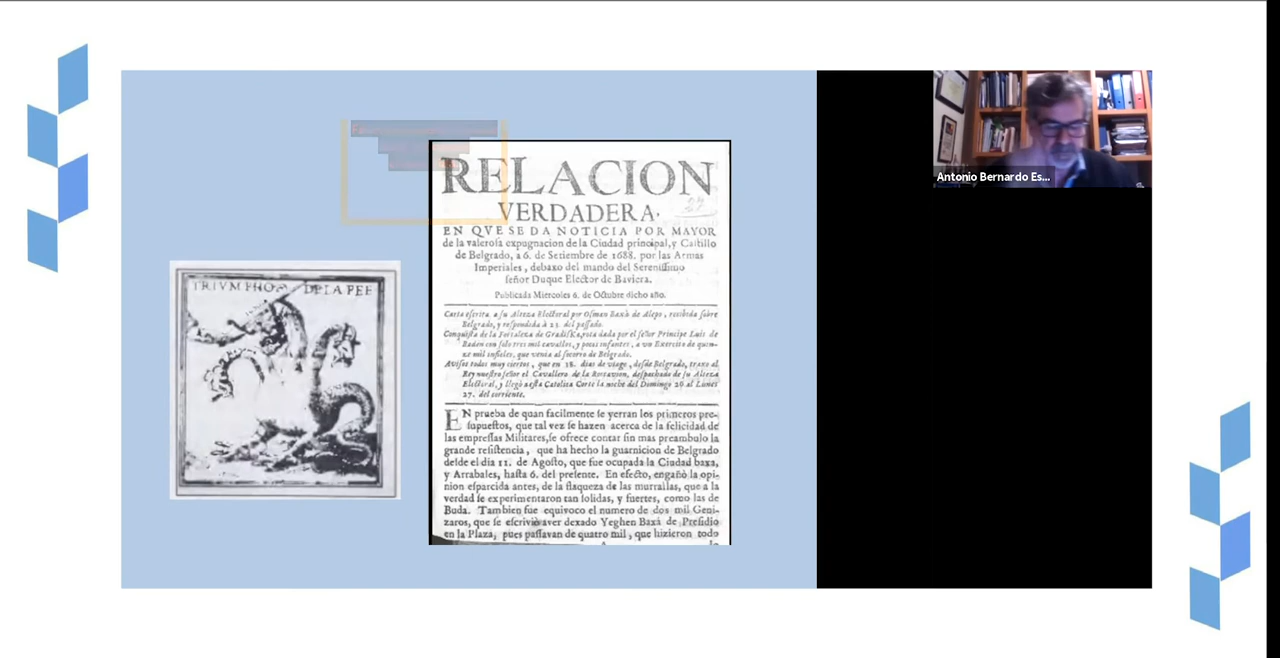 Antonio Bernardo Es...
TRIVMPHO DE LA FEE
RELACION
VERDADERA.
EN QVE SE DA NOTICIA POR MAYOR
de la valerosa expugnacion de la Ciudad principal, y Castillo
de Belgrado, a 6. de Setiembre de 1688. por las Armas
Imperiales, debaxo del mando del Serenissimo
señor Duque Elector de Baviera.
Publicada Miercoles 6. de Octubre dicho año.
Carta escrita a su Alteza Electoral por Osman Baxà de Alepo, recibida sobre
Belgrado, y respondida à 25. del passado.
Conquista de la Fortaleza de Gradiska, rota dada por el señor Principe Luis de
Baden con solo tres mil cavallos, y pocos infantes, a un Exercito de quin-
ze mil infieles, que venia al socorro de Belgrado.
Avisos todos muy ciertos, que en 18. dias de viage, desde Belgrado, traxo al
Rey nuestro señor el Cavallero de la despachado de su Alteza
Electoral, y llegò a esta Catolica Corte la noche del Domingo 26 al Lunes
27. del corriente.
EN prueba de quan facilmente se yerran los primeros pre-
supuestos, que tal vez se hazen acerca de la felicidad de
las empressas Militares, se ofrece contar sin mas preambulo la
grande resistencia, que ha hecho la guarnicion de Belgrado
desde el dia 11. de Agosto, que fue ocupada la Ciudad baxa,
y Arrabales, hasta 6. del presente. En efecto, engañò la opi-
nion esparcida antes, de la flaqueza de las murallas, que a la
verdad se experimentaron tan solidas, y fuertes, como las de
Buda. Tambien fue equivoco el numero de dos mil Geni-
zaros, que se escrivio aver dexado Yeghen Baxà de Presidio
en la Plaza, pues passavan de quatro mil, que hizieron todo
lo